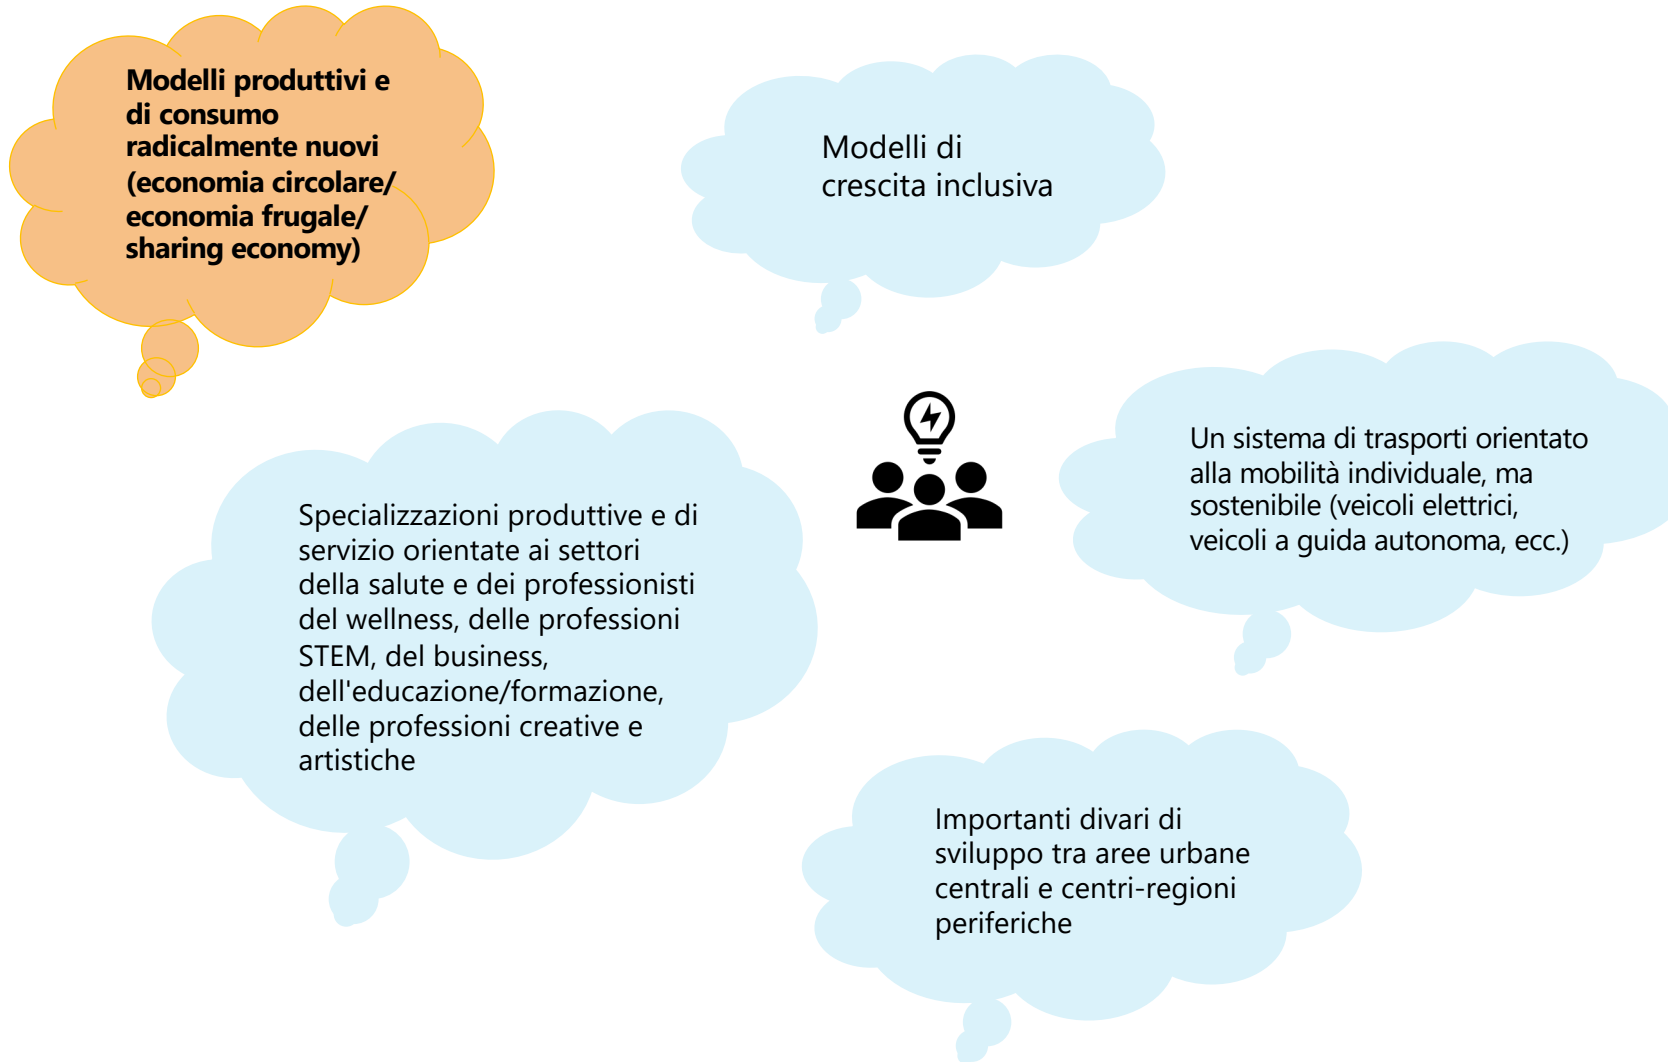 Modelli produttivi e
di consumo
radicalmente nuovi
(economia circolare/
economia frugale/
sharing economy)
Modelli di
crescita inclusiva
Un sistema di trasporti orientato
alla mobilità individuale, ma
sostenibile (veicoli elettrici,
veicoli a guida autonoma, ecc.)
Specializzazioni produttive e di
servizio orientate ai settori
della salute e dei professionisti
del wellness, delle professioni
STEM, del business,
dell'educazione/formazione,
delle professioni creative e
artistiche
Importanti divari di
sviluppo tra aree urbane
centrali e centri-regioni
periferiche